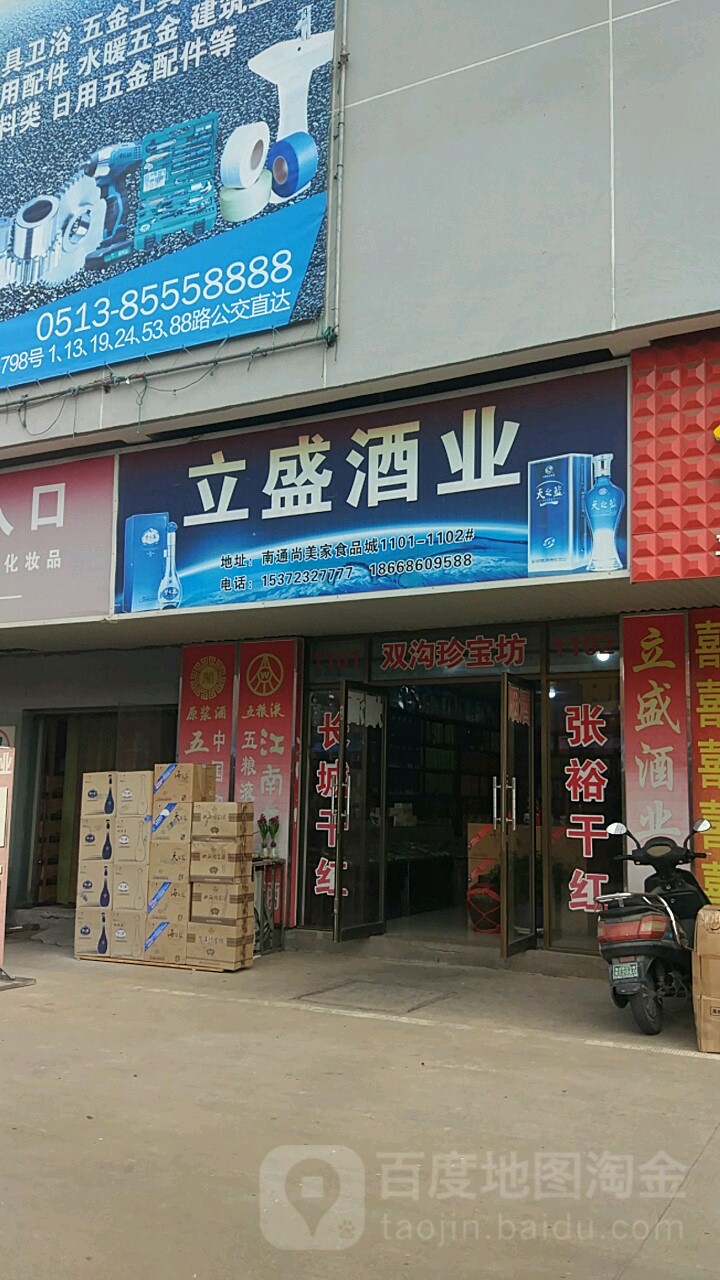 具卫浴 五金工具
用配件 水暖五金 建筑
料类 日用五金配件等
0513-85558888
798号 1、13、19、24、53、88路公交直达
入口
化妆品
立盛酒业
地址：南通尚美家食品城1101-1102#
电话：15372327777 18668609588
天之蓝
1101 双沟珍宝坊 1102
原浆酒
五粮液
五
中国
五粮液
江南
长城干红
张裕干红
立盛酒业
喜喜喜喜喜
百度地图淘金
taojin.baidu.com